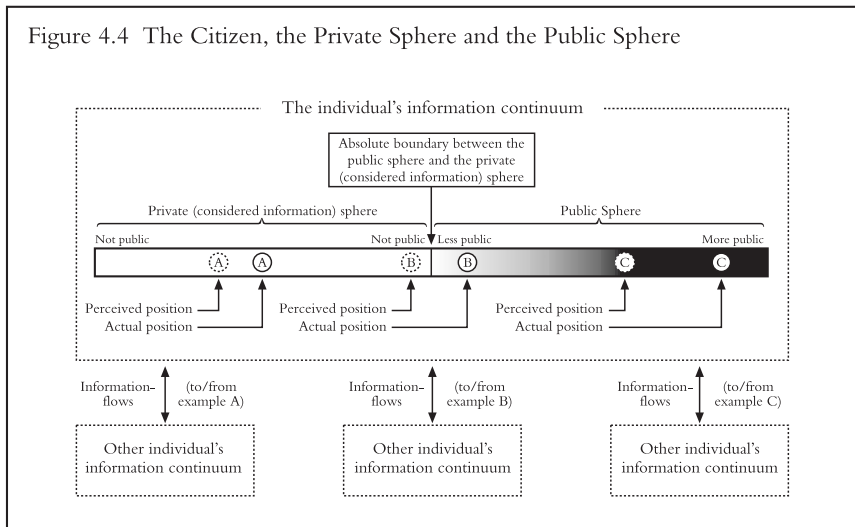 Figure 4.4 The Citizen, the Private Sphere and the Public Sphere
The individual's information continuum
Absolute boundary between the
public sphere and the private
(considered information) sphere
Private (considered information) sphere
Public Sphere
Not public
Not public
Less public
More public
A
A
B
B
C
C
Perceived position
Actual position
Perceived position
Actual position
Perceived position
Actual position
Information-
flows
(to/from
example A)
Information-
flows
(to/from
example B)
Information-
flows
(to/from
example C)
Other individual's
information continuum
Other individual's
information continuum
Other individual's
information continuum